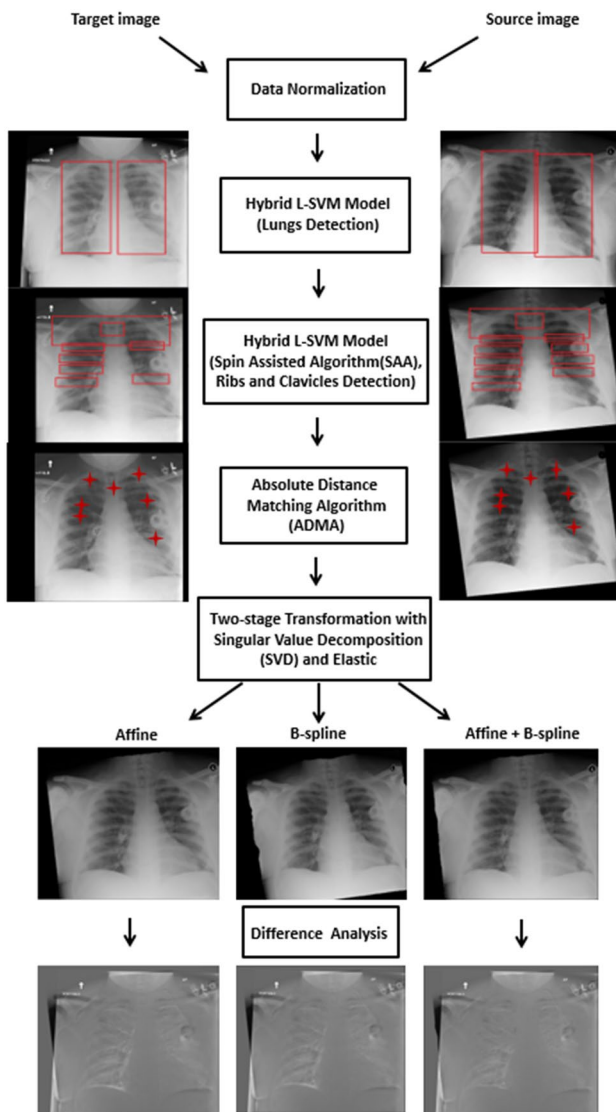 Target image
Source image
Data Normalization
Hybrid L-SVM Model
(Lungs Detection)
Hybrid L-SVM Model
(Spin Assisted Algorithm(SAA),
Ribs and Clavicles Detection)
Absolute Distance
Matching Algorithm
(ADMA)
Two-stage Transformation with
Singular Value Decomposition
(SVD) and Elastic
Affine
B-spline
Affine + B-spline
Difference Analysis